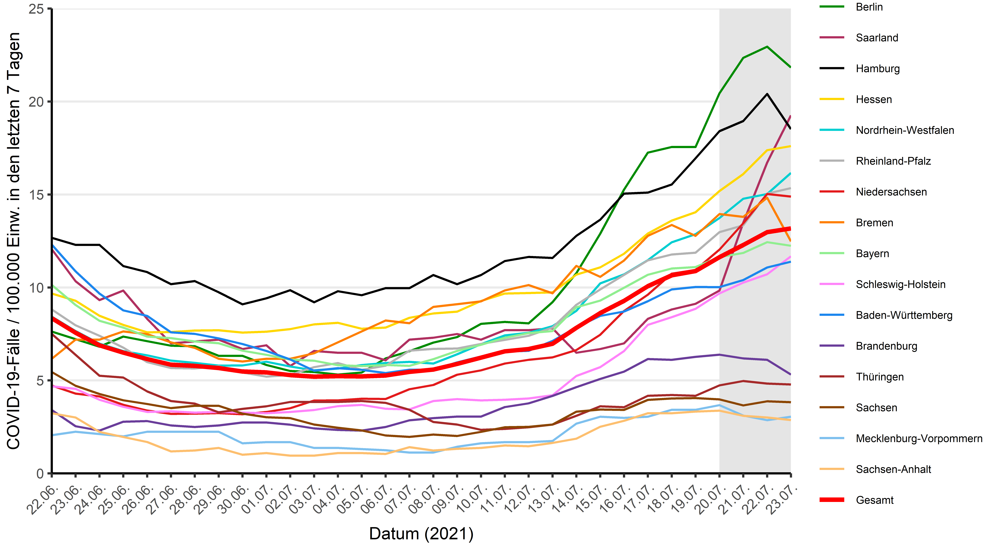 COVID-19-Fälle / 100.000 Einw. in den letzten 7 Tagen
25
20
15
10
5
0
22.06.
23.06.
24.06.
25.06.
26.06.
27.06.
28.06.
29.06.
30.06.
01.07.
02.07.
03.07.
04.07.
05.07.
06.07.
07.07.
08.07.
09.07.
10.07.
11.07.
12.07.
13.07.
14.07.
15.07.
16.07.
17.07.
18.07.
19.07.
20.07.
21.07.
22.07.
23.07.
Datum (2021)
Berlin
Saarland
Hamburg
Hessen
Nordrhein-Westfalen
Rheinland-Pfalz
Niedersachsen
Bremen
Bayern
Schleswig-Holstein
Baden-Württemberg
Brandenburg
Thüringen
Sachsen
Mecklenburg-Vorpommern
Sachsen-Anhalt
Gesamt